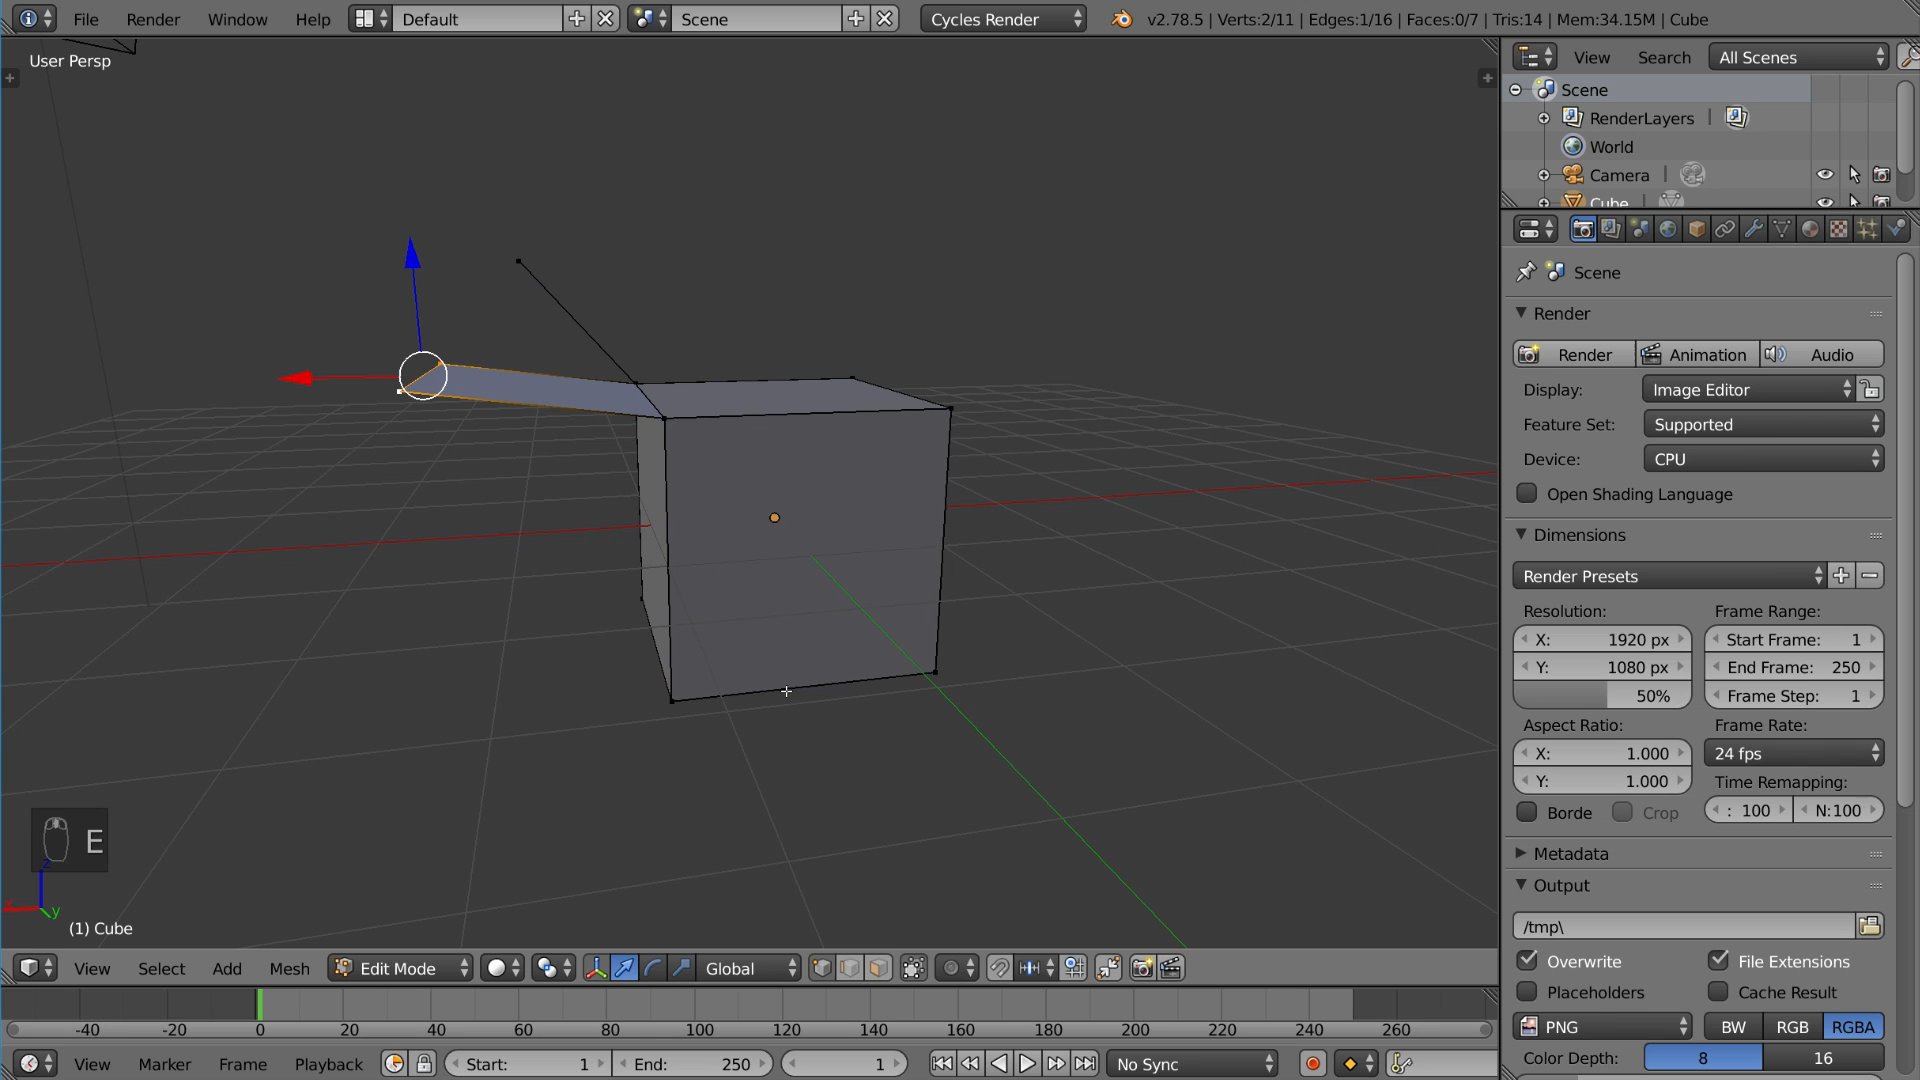 File Render Window Help Default Scene Cycles Render v2.78.5 | Verts:2/11 | Edges:1/16 | Faces:0/7 | Tris:14 | Mem:34.15M | Cube
User Persp
View Search All Scenes
Scene
RenderLayers
World
Camera
Cube
Scene
Render
Render Animation Audio
Display: Image Editor
Feature Set: Supported
Device: CPU
Open Shading Language
Dimensions
Render Presets
Resolution: Frame Range:
X: 1920 px Start Frame: 1
Y: 1080 px End Frame: 250
50% Frame Step: 1
Aspect Ratio: Frame Rate:
X: 1.000 24 fps
Y: 1.000 Time Remapping:
Borde Crop : 100 N:100
Metadata
Output
/tmp\
Overwrite File Extensions
Placeholders Cache Result
PNG BW RGB RGBA
Color Depth: 8 16
E
z
x y
(1) Cube
View Select Add Mesh Edit Mode Global
-40 -20 0 20 40 60 80 100 120 140 160 180 200 220 240 260
View Marker Frame Playback Start: 1 End: 250 1 No Sync